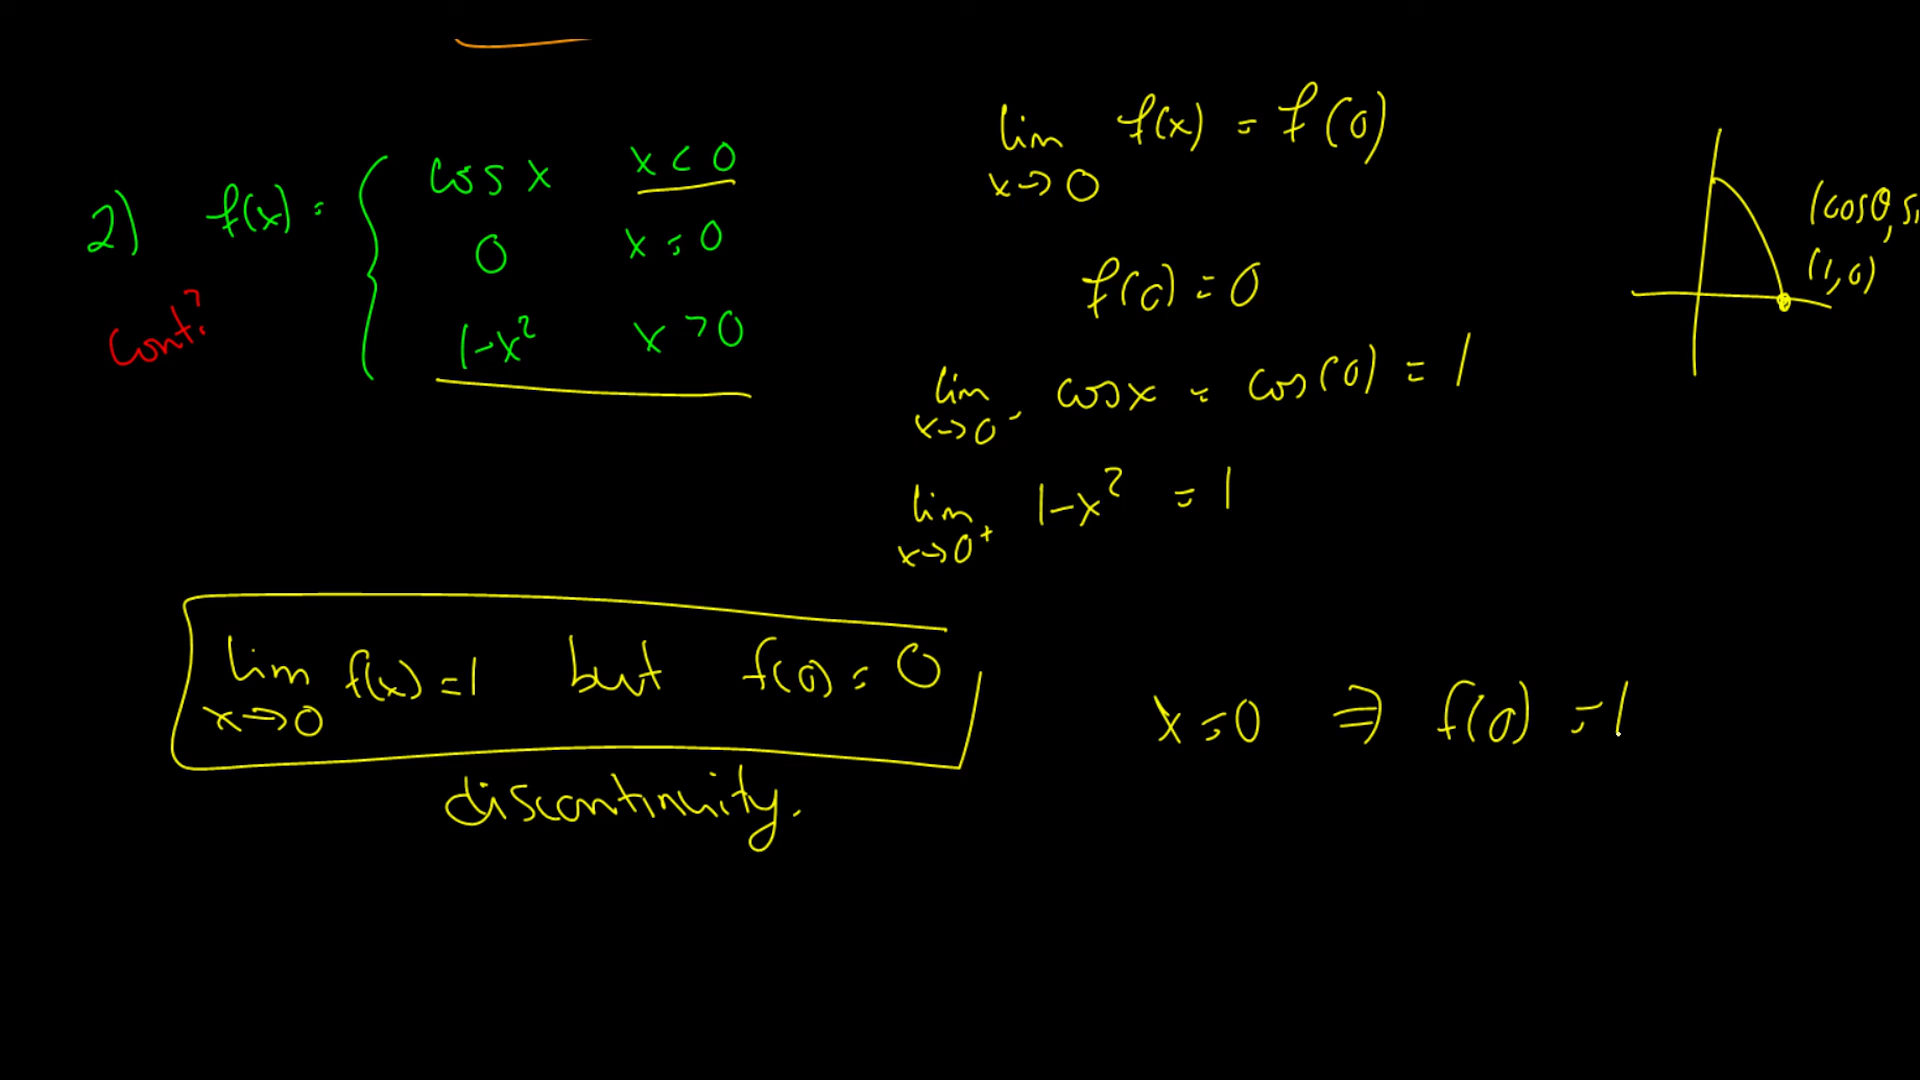 2) f(x) = { cos x x < 0
0 x = 0
1-x² x > 0
Cont?
lim x→0 f(x) = f(0)
f(0) = 0
lim x→0⁻ cos x = cos(0) = 1
lim x→0⁺ 1-x² = 1
(cosθ,
(1,0)
lim x→0 f(x) = 1 but f(0) = 0
discontinuity.
x = 0 ⇒ f(0) = 1